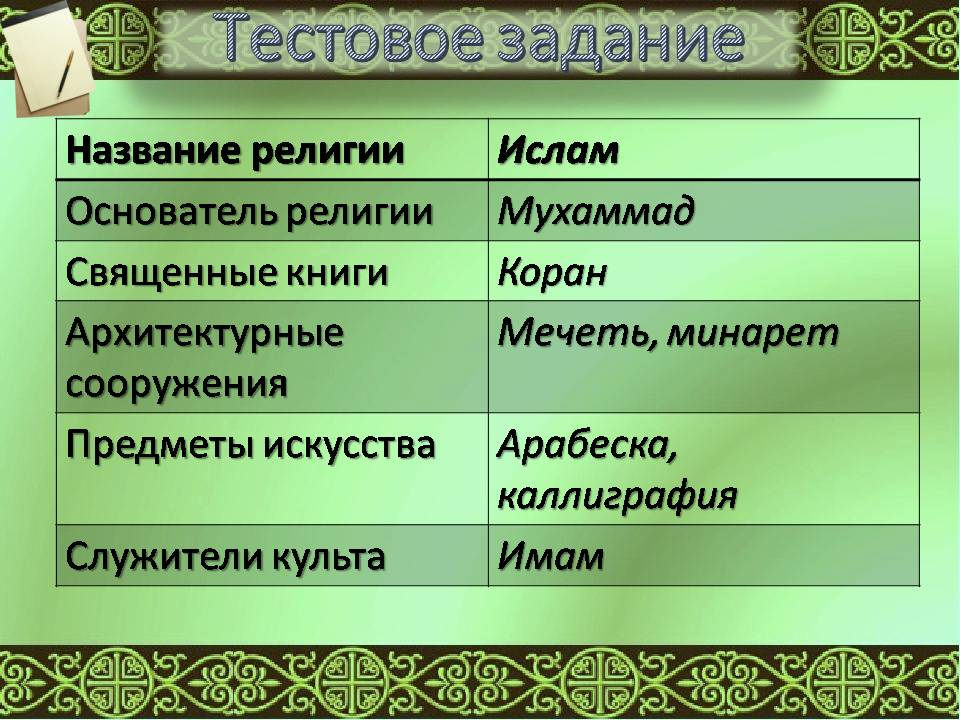 Тестовое задание
Название религии Ислам
Основатель религии Мухаммад
Священные книги Коран
Архитектурные Мечеть, минарет
сооружения
Предметы искусства Арабеска,
каллиграфия
Служители культа Имам